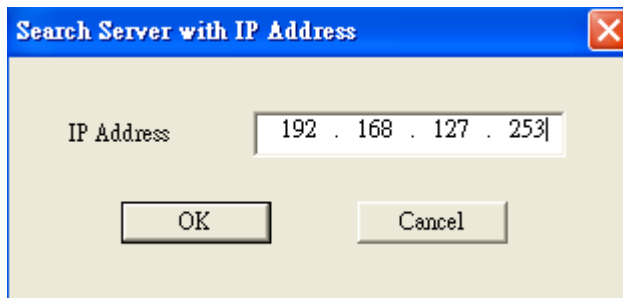 Search Server with IP Address
IP Address 192 . 168 . 127 . 253
OK Cancel